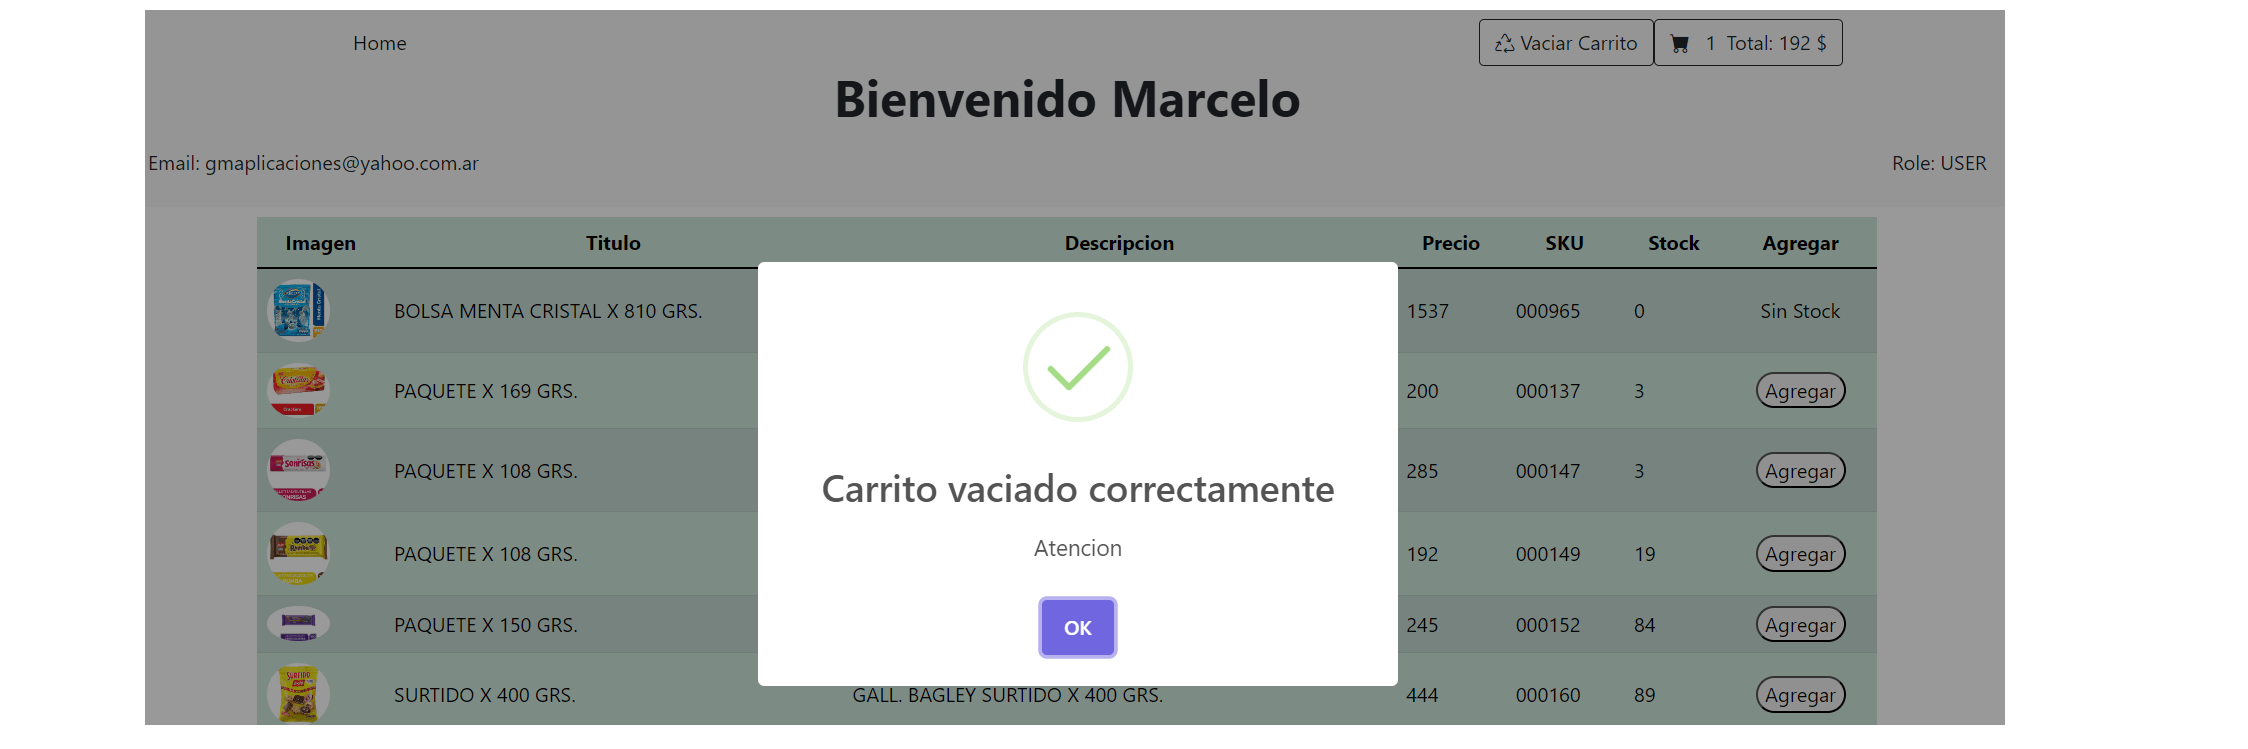 Home
Vaciar Carrito 1 Total: 192 $
Bienvenido Marcelo
Email: gmaplicaciones@yahoo.com.ar
Role: USER
Imagen Titulo Descripcion Precio SKU Stock Agregar
BOLSA MENTA CRISTAL X 810 GRS. 1537 000965 0 Sin Stock
PAQUETE X 169 GRS. 200 000137 3 Agregar
Sonrisas
PAQUETE X 108 GRS. 285 000147 3 Agregar
PAQUETE X 108 GRS. 192 000149 19 Agregar
PAQUETE X 150 GRS. 245 000152 84 Agregar
SURTIDO
SURTIDO X 400 GRS. GALL. BAGLEY SURTIDO X 400 GRS. 444 000160 89 Agregar
Carrito vaciado correctamente
Atencion
OK